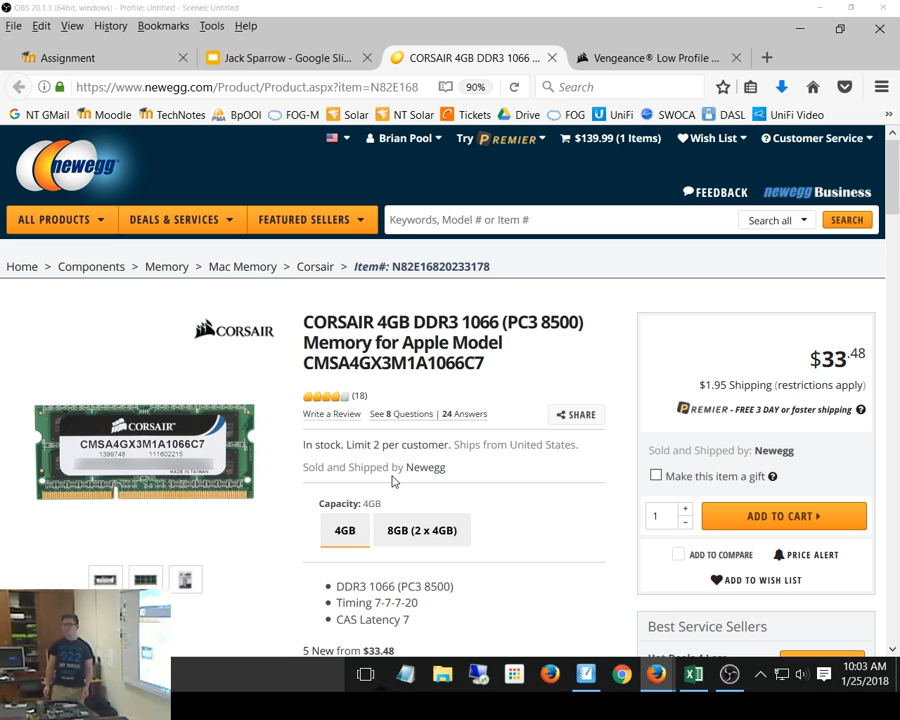 OBS 20.1.3 (64bit, windows) - Profile: Untitled - Scenes: Untitled
File Edit View History Bookmarks Tools Help
Assignment
Jack Sparrow - Google Sli...
CORSAIR 4GB DDR3 1066 ...
Vengeance® Low Profile ...
https://www.newegg.com/Product/Product.aspx?item=N82E168
90%
Search
GT NT GMail Moodle TechNotes BpOOI FOG-M Solar NT Solar Tickets Drive FOG UniFi SWOCA DASL UniFi Video
Brian Pool Try PREMIER $139.99 (1 Items) Wish List Customer Service
newegg
FEEDBACK newegg Business
ALL PRODUCTS DEALS & SERVICES FEATURED SELLERS Keywords, Model # or Item # Search all SEARCH
Home > Components > Memory > Mac Memory > Corsair > Item#: N82E16820233178
CORSAIR
CORSAIR 4GB DDR3 1066 (PC3 8500)
Memory for Apple Model
CMSA4GX3M1A1066C7
(18)
Write a Review See 8 Questions | 24 Answers SHARE
In stock. Limit 2 per customer. Ships from United States.
Sold and Shipped by Newegg
Capacity: 4GB
4GB 8GB (2 x 4GB)
• DDR3 1066 (PC3 8500)
• Timing 7-7-7-20
• CAS Latency 7
5 New from $33.48
CORSAIR
CMSA4GX3M1A1066C7
1399748 111602215
MADE IN TAIWAN
$33.48
$1.95 Shipping (restrictions apply)
PREMIER - FREE 3 DAY or faster shipping
Sold and Shipped by: Newegg
Make this item a gift
1 ADD TO CART
ADD TO COMPARE PRICE ALERT
ADD TO WISH LIST
Best Service Sellers
10:03 AM
1/25/2018